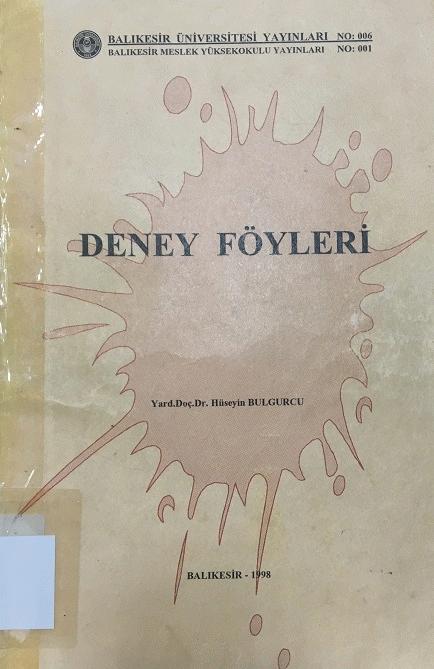 BALIKESİR ÜNİVERSİTESİ YAYINLARI NO: 006
BALIKESİR MESLEK YÜKSEKOKULU YAYINLARI NO: 001
DENEY FÖYLERİ
Yard.Doç.Dr. Hüseyin BULGURCU
BALIKESİR - 1998